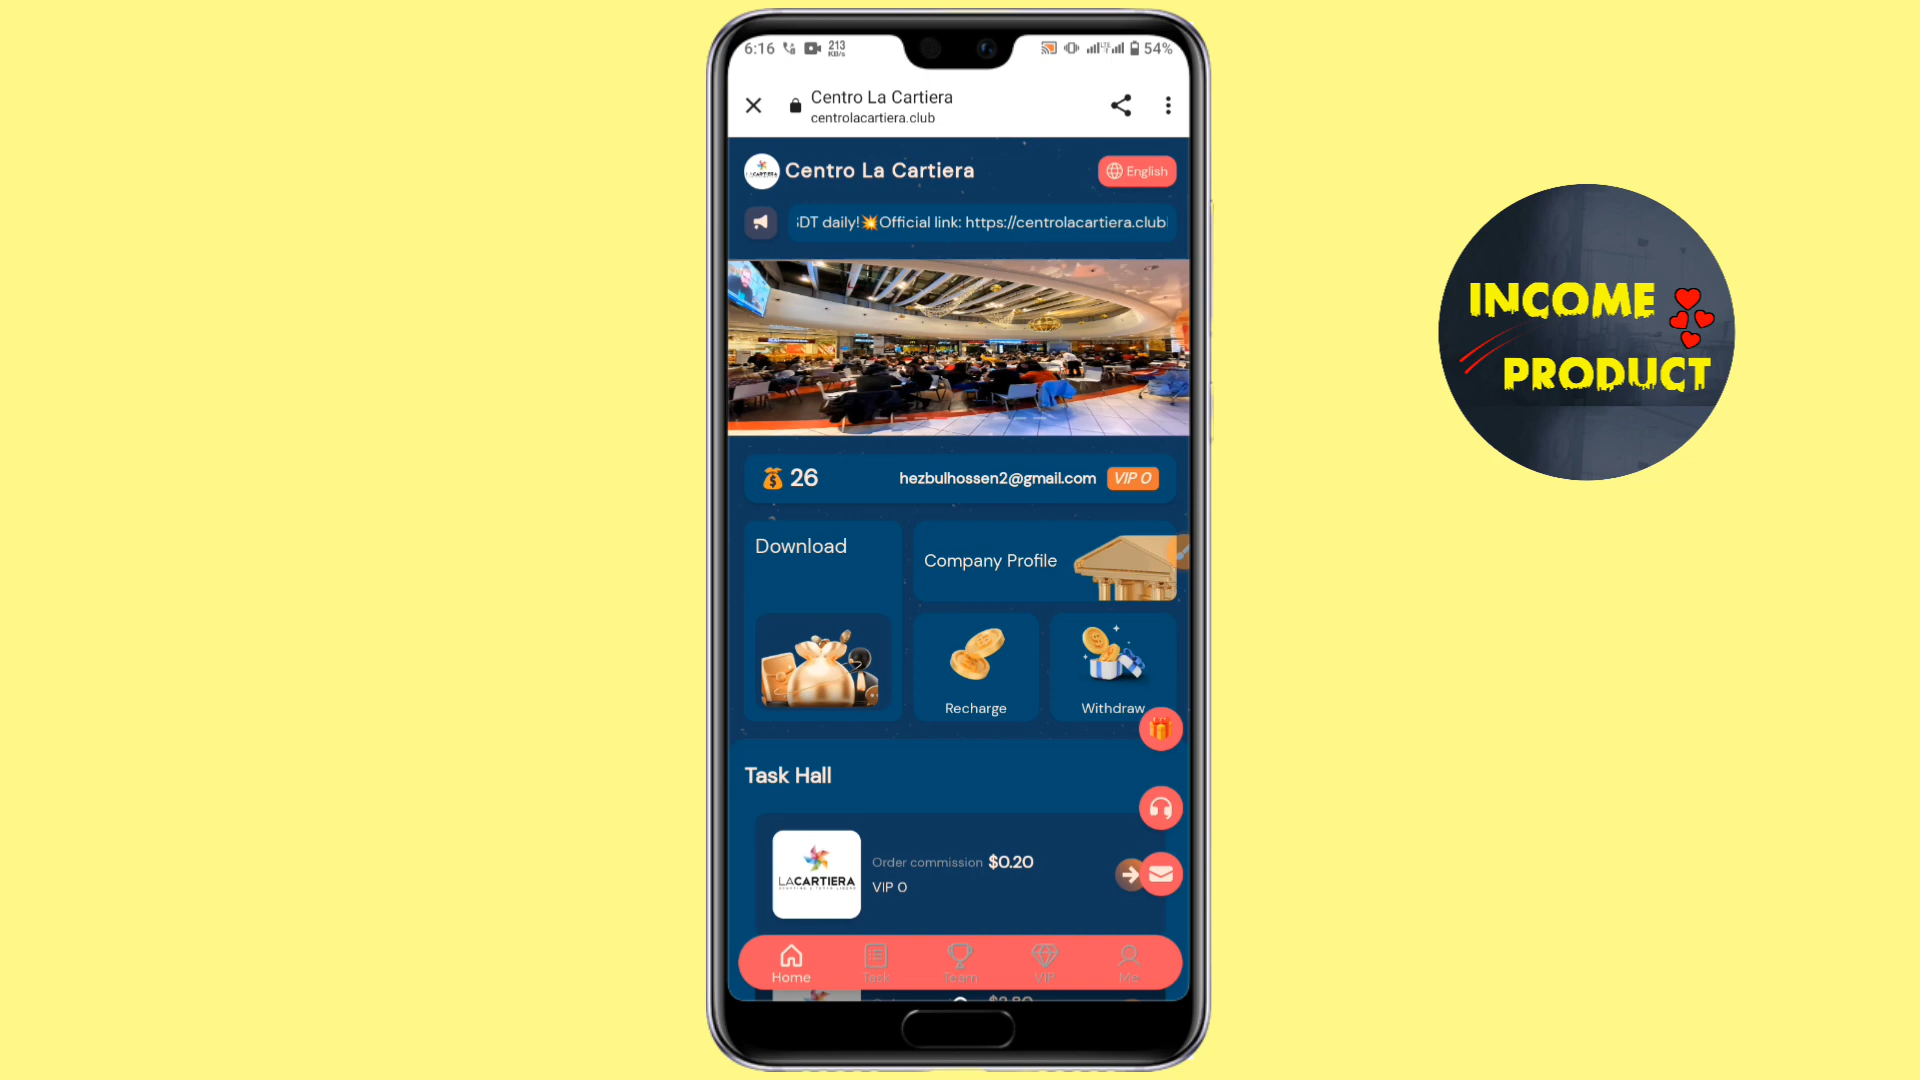 6:16
213
KB/s
54%
Centro La Cartiera
centrolacartiera.club
Centro La Cartiera
English
DT daily!💥Official link: https://centrolacartiera.club
26
hezbulhossen2@gmail.com
VIP 0
Download
Company Profile
Recharge
Withdraw
Task Hall
Order commission $0.20
VIP 0
LACARTIERA
Home
Task
Team
VIP
Me
INCOME
PRODUCT